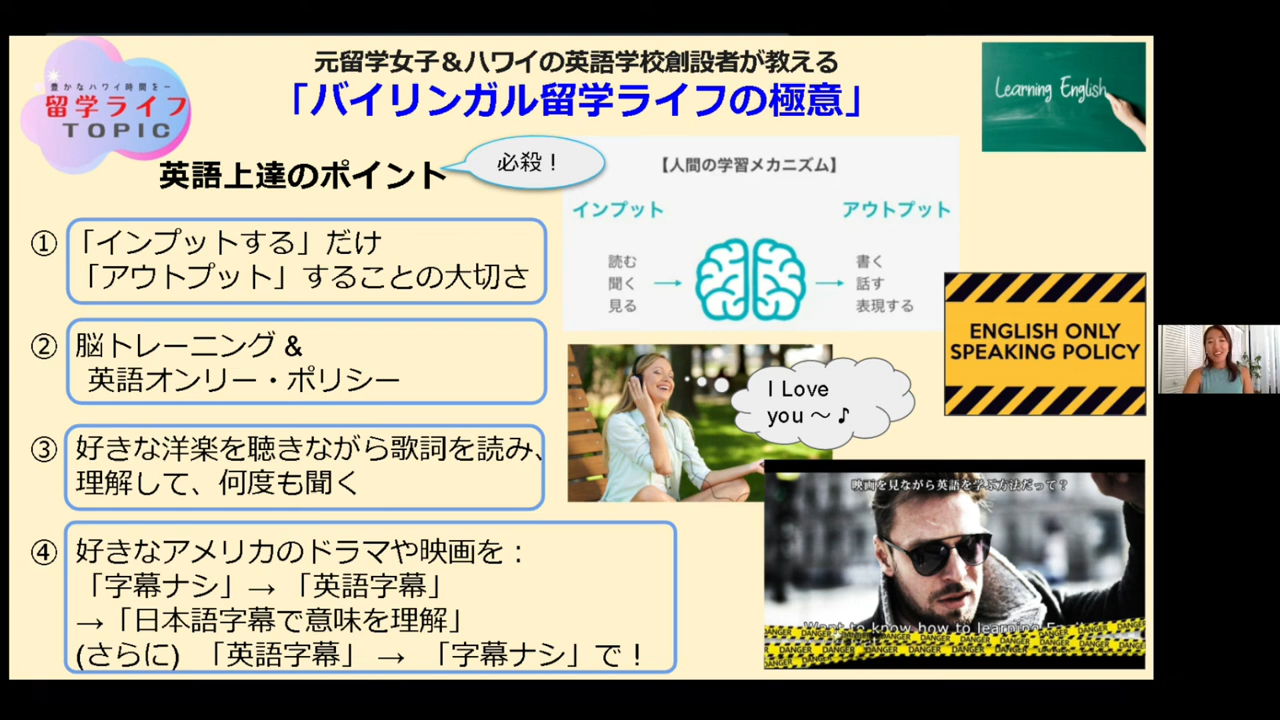 豊かなハワイ時間を一
留学ライフ
TOPIC
元留学女子＆ハワイの英語学校創設者が教える
「バイリンガル留学ライフの極意」
Learning English
英語上達のポイント
必殺！
【人間の学習メカニズム】
インプット
アウトプット
読む
聞く
見る
書く
話す
表現する
① 「インプットする」だけ
「アウトプット」することの大切さ
② 脳トレーニング &
英語オンリー・ポリシー
ENGLISH ONLY
SPEAKING POLICY
I Love
you ～ ♪
③ 好きな洋楽を聴きながら歌詞を読み、
理解して、何度も聞く
④ 好きなアメリカのドラマや映画を：
「字幕ナシ」→ 「英語字幕」
→「日本語字幕で意味を理解」
(さらに) 「英語字幕」 → 「字幕ナシ」で！
映画を見ながら英語を学ぶ方法だって？
Want to know how to learning
DANGER DANGER DANGER DANGER DANGER